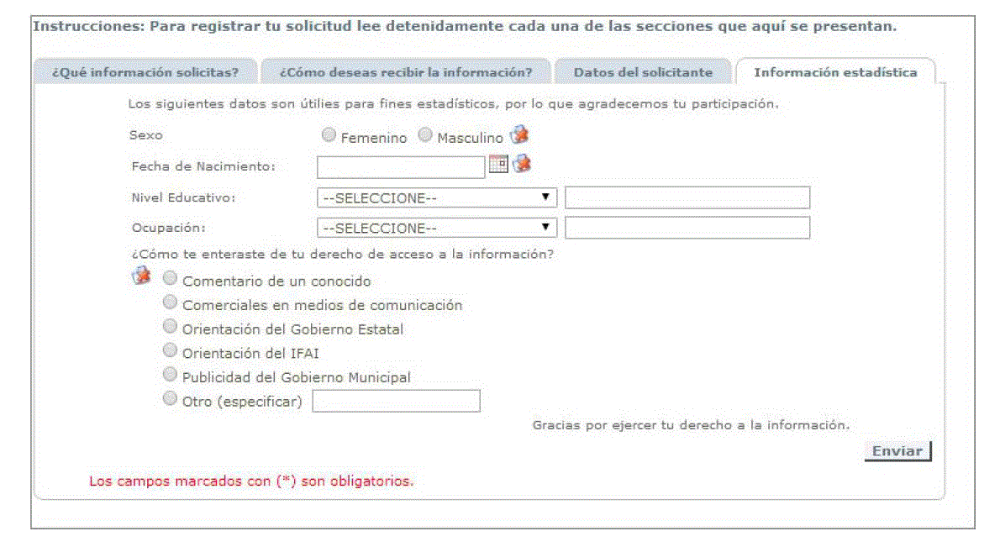 Instrucciones: Para registrar tu solicitud lee detenidamente cada una de las secciones que aquí se presentan.
¿Qué información solicitas? ¿Cómo deseas recibir la información? Datos del solicitante Información estadística
Los siguientes datos son útilies para fines estadísticos, por lo que agradecemos tu participación.
Sexo Femenino Masculino
Fecha de Nacimiento:
Nivel Educativo: --SELECCIONE--
Ocupación: --SELECCIONE--
¿Cómo te enteraste de tu derecho de acceso a la información?
Comentario de un conocido
Comerciales en medios de comunicación
Orientación del Gobierno Estatal
Orientación del IFAI
Publicidad del Gobierno Municipal
Otro (especificar)
Gracias por ejercer tu derecho a la información.
Enviar
Los campos marcados con (*) son obligatorios.